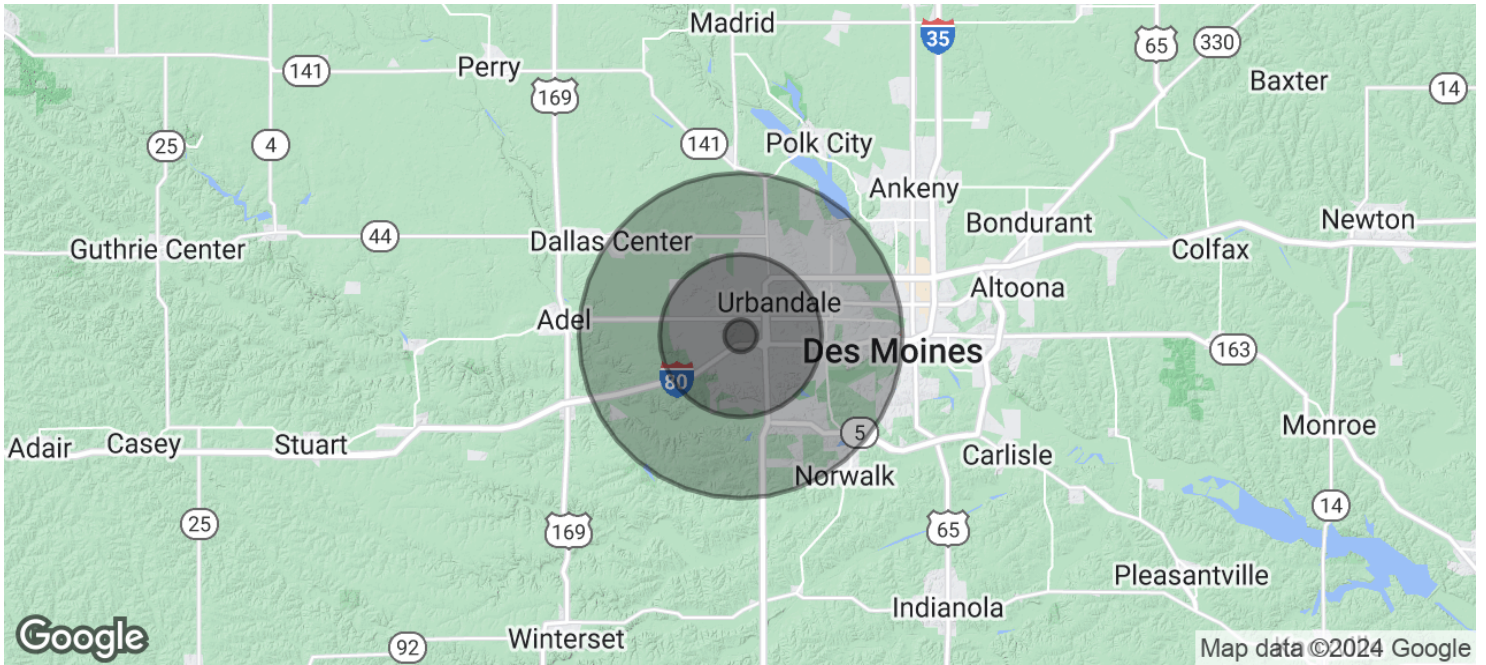 Madrid
35
65
330
Perry
141
Baxter
169
14
25
4
141
Polk City
Ankeny
Bondurant
Newton
44
Dallas Center
Guthrie Center
Colfax
Altoona
Urbandale
Adel
Des Moines
163
80
5
Monroe
Adair
Casey
Stuart
Carlisle
Norwalk
14
25
169
65
Pleasantville
Indianola
Google
92
Winterset
Map data ©2024 Google